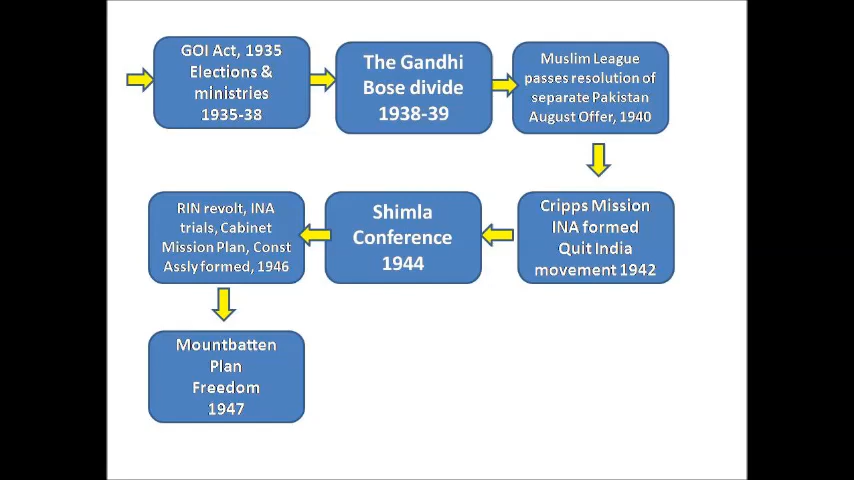 GOI Act, 1935
Elections &
ministries
1935-38
The Gandhi
Bose divide
1938-39
Muslim League
passes resolution of
separate Pakistan
August Offer, 1940
Cripps Mission
INA formed
Quit India
movement 1942
Shimla
Conference
1944
RIN revolt, INA
trials, Cabinet
Mission Plan, Const
Assly formed, 1946
Mountbatten
Plan
Freedom
1947